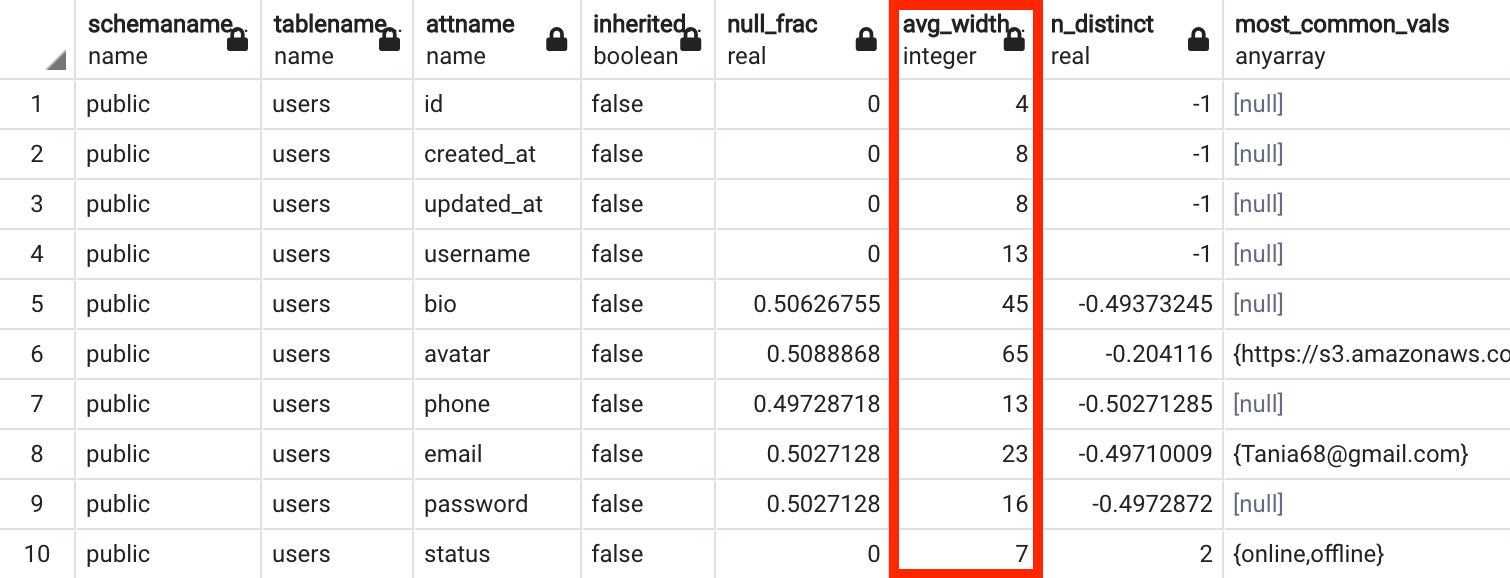 schemaname. tablename. attname inherited. null_frac avg_width n_distinct most_common_vals
name name name boolean real integer real anyarray
1 public users id false 0 4 -1 [null]
2 public users created_at false 0 8 -1 [null]
3 public users updated_at false 0 8 -1 [null]
4 public users username false 0 13 -1 [null]
5 public users bio false 0.50626755 45 -0.49373245 [null]
6 public users avatar false 0.5088868 65 -0.204116 {https://s3.amazonaws.co
7 public users phone false 0.49728718 13 -0.50271285 [null]
8 public users email false 0.5027128 23 -0.49710009 {Tania68@gmail.com}
9 public users password false 0.5027128 16 -0.4972872 [null]
10 public users status false 0 7 2 {online,offline}